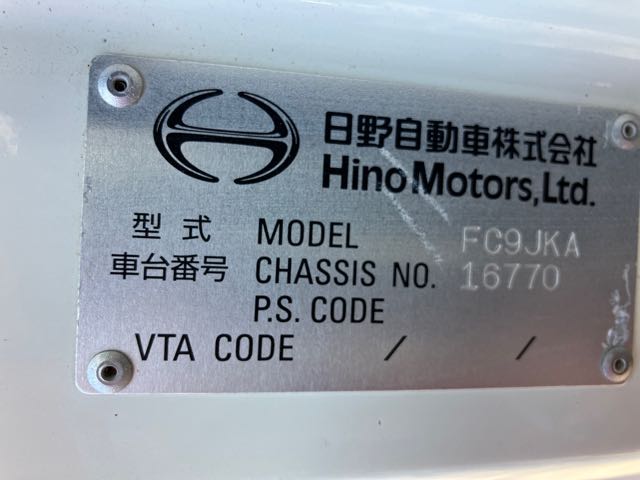 日野自動車株式会社
Hino Motors, Ltd.
型式 MODEL FC9JKA
車台番号 CHASSIS NO. 16770
P.S. CODE
VTA CODE / /